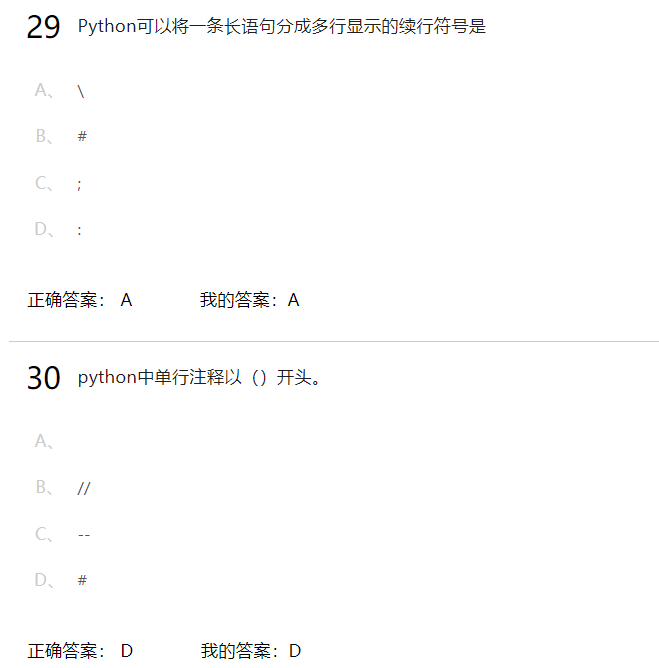 29 Python可以将一条长语句分成多行显示的续行符号是
A、 \
B、 #
C、 ;
D、 :
正确答案： A 我的答案：A
30 python中单行注释以（）开头。
A、
B、 //
C、 --
D、 #
正确答案： D 我的答案：D